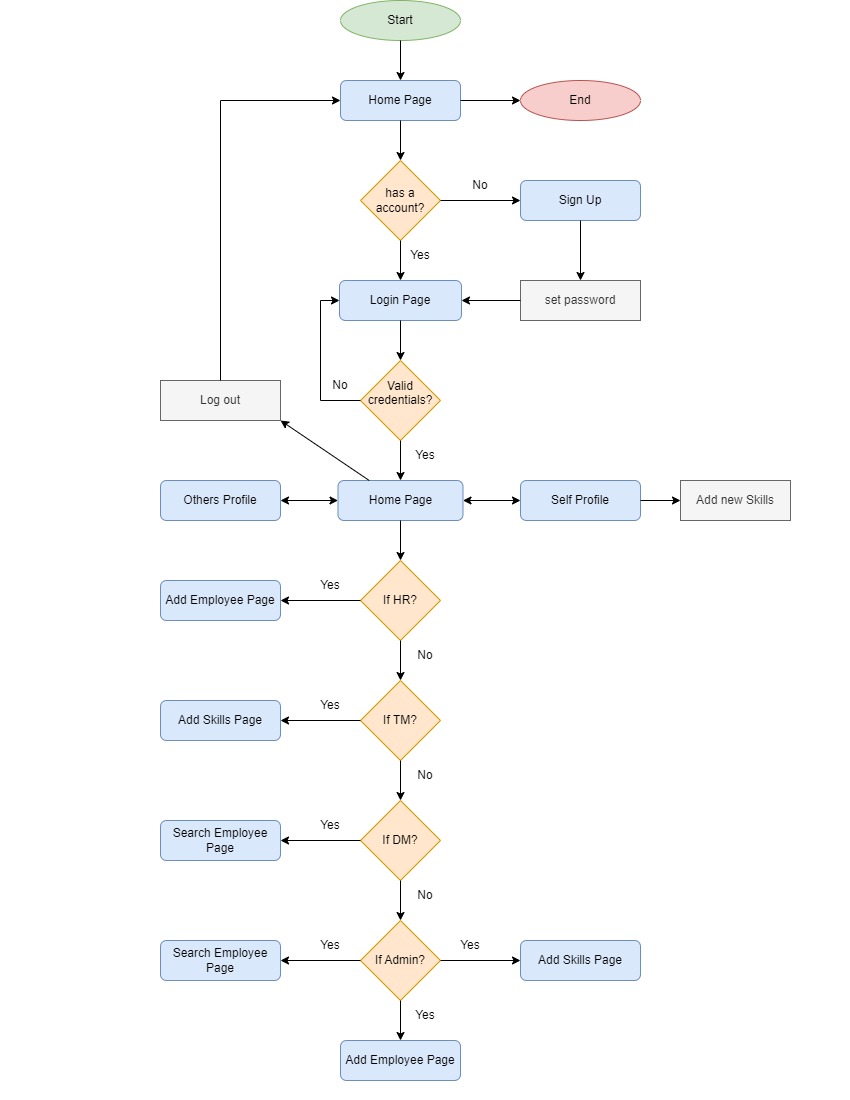 Start
Home Page
End
has a
account?
No
Sign Up
Yes
Login Page
set password
No
Valid
credentials?
Log out
Yes
Others Profile
Home Page
Self Profile
Add new Skills
Yes
Add Employee Page
If HR?
No
Yes
Add Skills Page
If TM?
No
Yes
Search Employee
Page
If DM?
No
Yes
Yes
Search Employee
Page
If Admin?
Add Skills Page
Yes
Add Employee Page